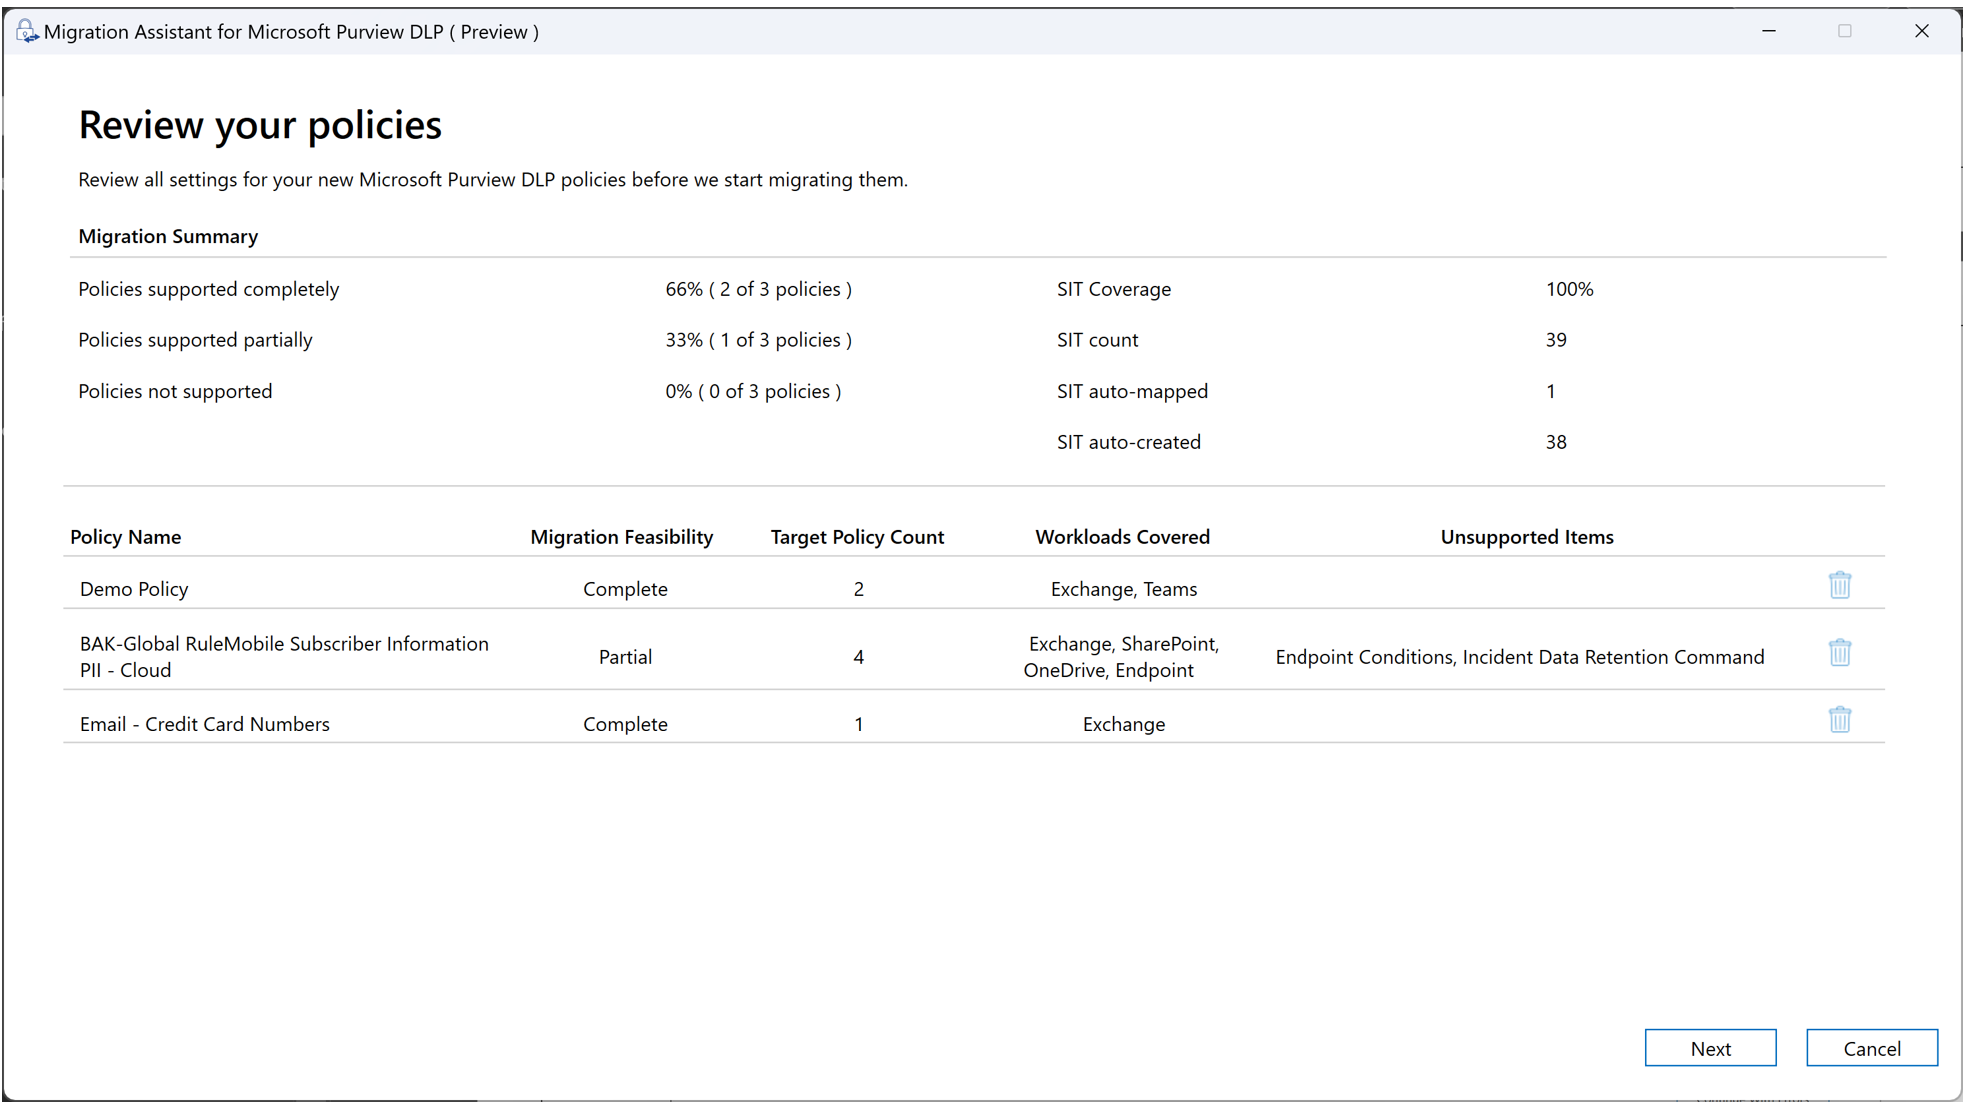 Migration Assistant for Microsoft Purview DLP ( Preview )
Review your policies
Review all settings for your new Microsoft Purview DLP policies before we start migrating them.
Migration Summary
Policies supported completely 66% ( 2 of 3 policies ) SIT Coverage 100%
Policies supported partially 33% ( 1 of 3 policies ) SIT count 39
Policies not supported 0% ( 0 of 3 policies ) SIT auto-mapped 1
SIT auto-created 38
Policy Name Migration Feasibility Target Policy Count Workloads Covered Unsupported Items
Demo Policy Complete 2 Exchange, Teams
BAK-Global RuleMobile Subscriber Information
PII - Cloud
Partial 4
Exchange, SharePoint,
OneDrive, Endpoint
Endpoint Conditions, Incident Data Retention Command
Email - Credit Card Numbers Complete 1 Exchange
Next Cancel